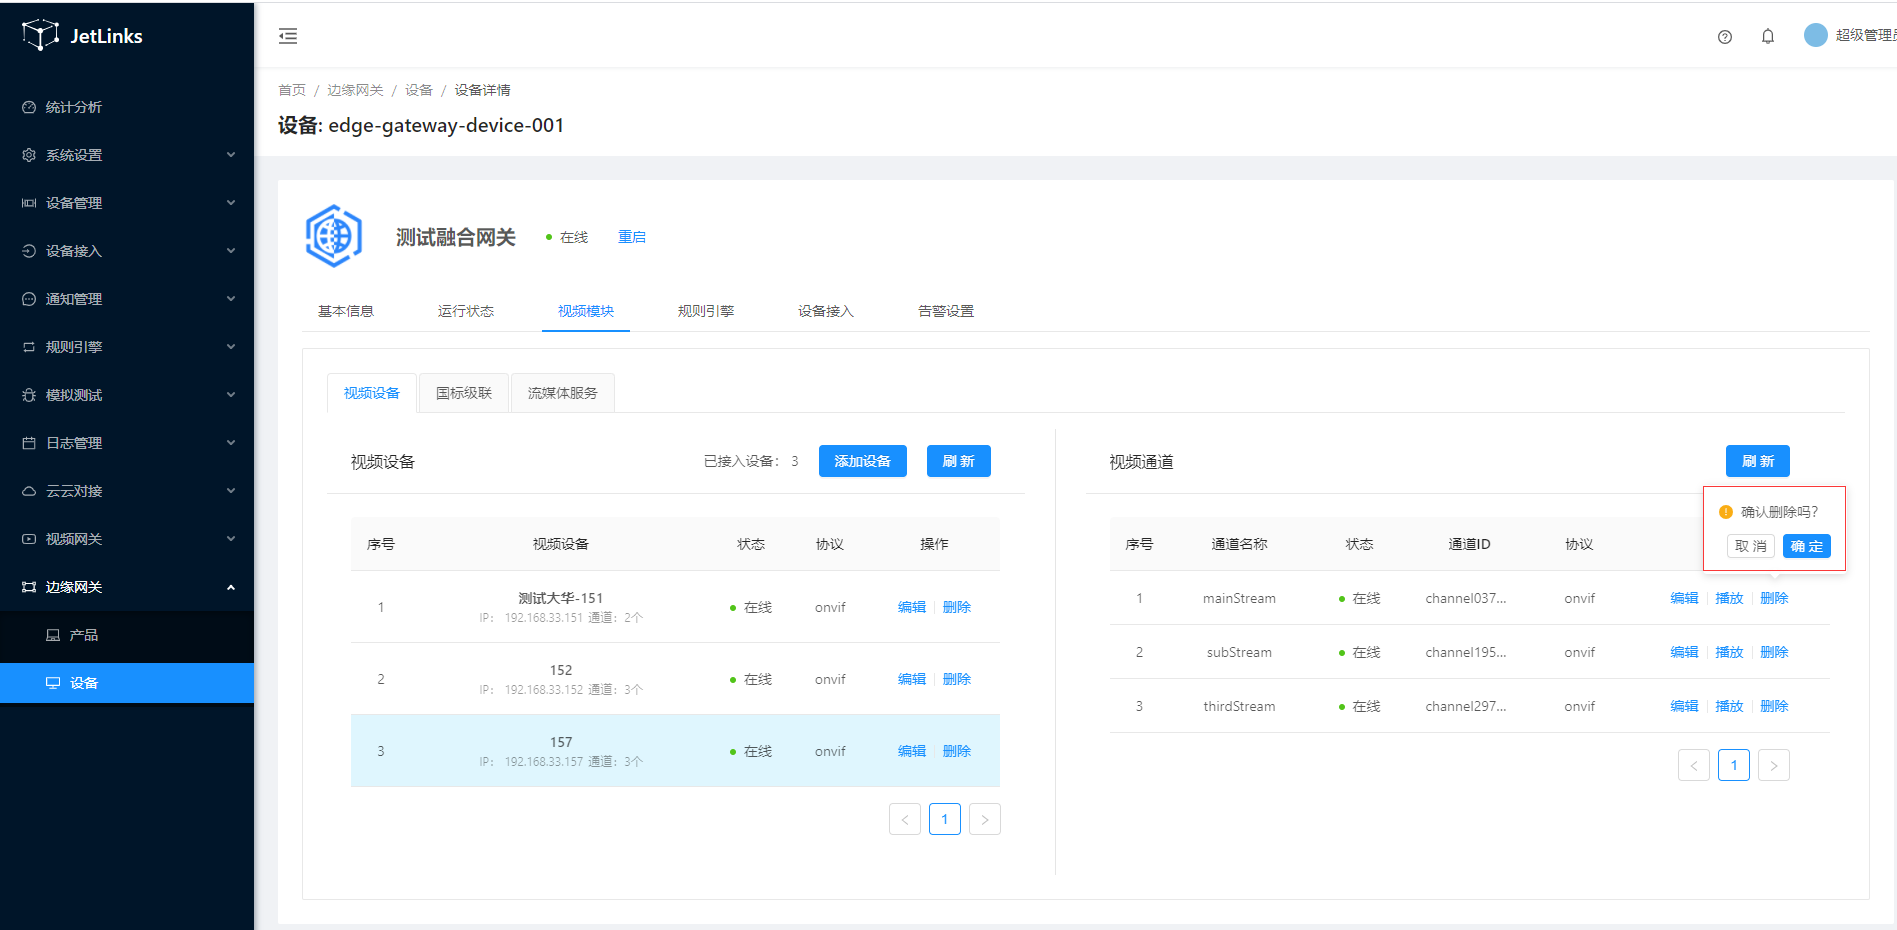 JetLinks
统计分析
系统设置
设备管理
设备接入
通知管理
规则引擎
模拟测试
日志管理
云云对接
视频网关
边缘网关
产品
设备
超级管理员
首页 / 边缘网关 / 设备 / 设备详情
设备: edge-gateway-device-001
测试融合网关 在线 重启
基本信息 运行状态 视频模块 规则引擎 设备接入 告警设置
视频设备 国标级联 流媒体服务
视频设备 已接入设备： 3 添加设备 刷 新
序号 视频设备 状态 协议 操作
1 测试大华-151 在线 onvif 编辑 删除
IP： 192.168.33.151 通道：2个
2 152 在线 onvif 编辑 删除
IP： 192.168.33.152 通道：3个
3 157 在线 onvif 编辑 删除
IP： 192.168.33.157 通道：3个
< 1 >
视频通道 刷 新
确认删除吗?
取 消 确 定
序号 通道名称 状态 通道ID 协议
1 mainStream 在线 channel037... onvif 编辑 播放 删除
2 subStream 在线 channel195... onvif 编辑 播放 删除
3 thirdStream 在线 channel297... onvif 编辑 播放 删除
< 1 >